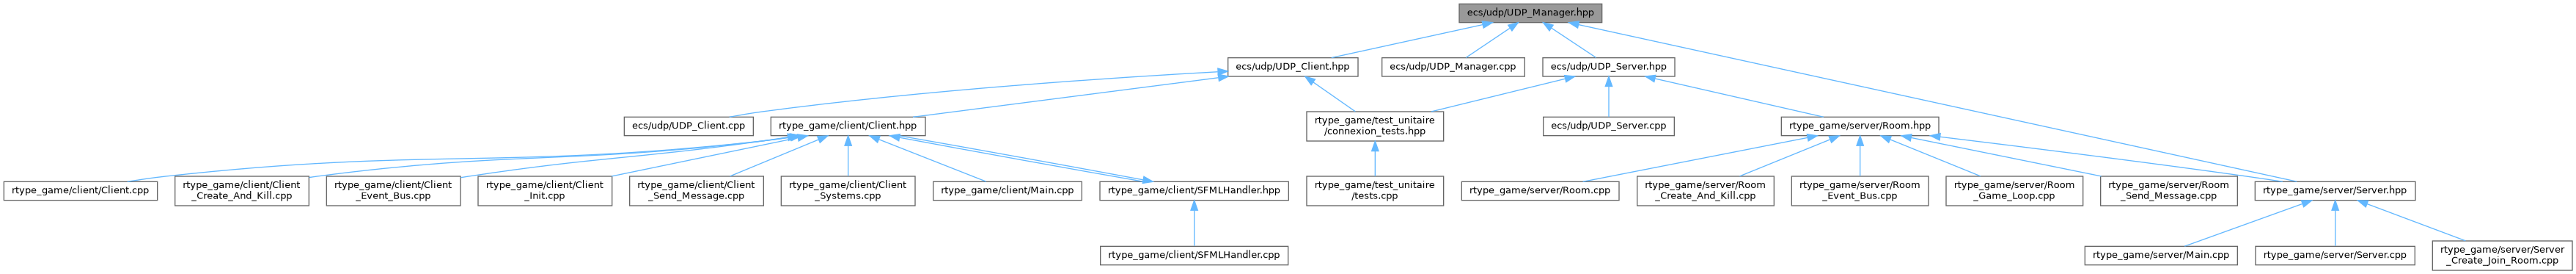 ecs/udp/UDP_Manager.hpp
ecs/udp/UDP_Client.hpp
ecs/udp/UDP_Manager.cpp
ecs/udp/UDP_Server.hpp
ecs/udp/UDP_Client.cpp
rtype_game/client/Client.hpp
rtype_game/test_unitaire
/connexion_tests.hpp
ecs/udp/UDP_Server.cpp
rtype_game/server/Room.hpp
rtype_game/client/Client.cpp
rtype_game/client/Client
_Create_And_Kill.cpp
rtype_game/client/Client
_Event_Bus.cpp
rtype_game/client/Client
_Init.cpp
rtype_game/client/Client
_Send_Message.cpp
rtype_game/client/Client
_Systems.cpp
rtype_game/client/Main.cpp
rtype_game/client/SFMLHandler.hpp
rtype_game/test_unitaire
/tests.cpp
rtype_game/server/Room.cpp
rtype_game/server/Room
_Create_And_Kill.cpp
rtype_game/server/Room
_Event_Bus.cpp
rtype_game/server/Room
_Game_Loop.cpp
rtype_game/server/Room
_Send_Message.cpp
rtype_game/server/Server.hpp
rtype_game/client/SFMLHandler.cpp
rtype_game/server/Main.cpp
rtype_game/server/Server.cpp
rtype_game/server/Server
_Create_Join_Room.cpp